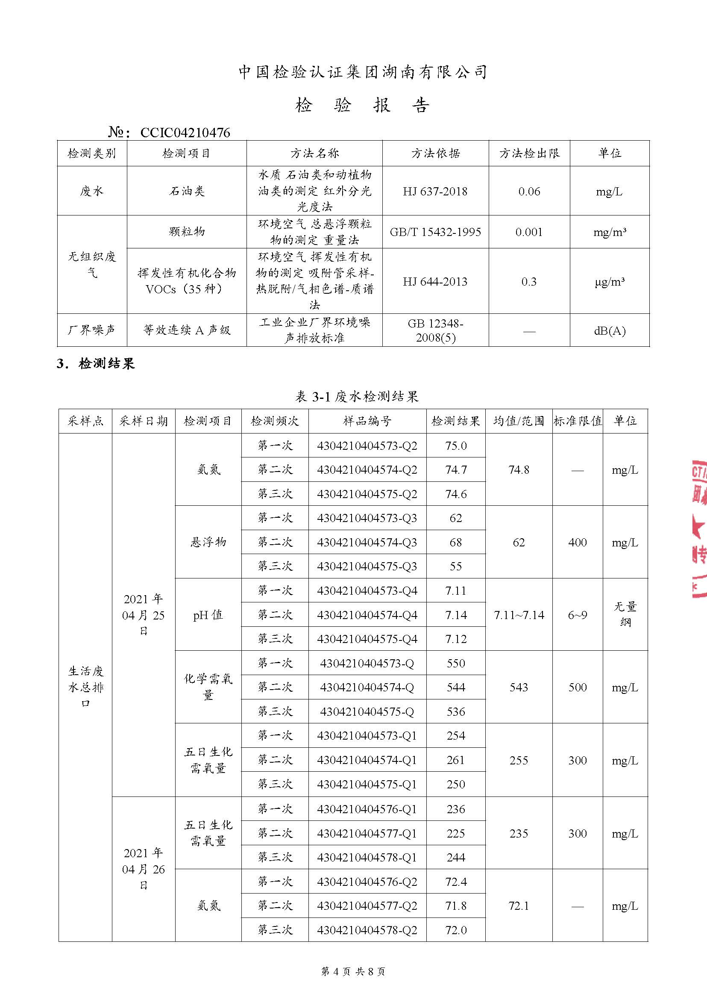 中国检验认证集团湖南有限公司
检 验 报 告
№： CCIC04210476
检测类别 检测项目 方法名称 方法依据 方法检出限 单位
废水 石油类 水质 石油类和动植物油类的测定 红外分光光度法 HJ 637-2018 0.06 mg/L
无组织废气 颗粒物 环境空气 总悬浮颗粒物的测定 重量法 GB/T 15432-1995 0.001 mg/m³
挥发性有机化合物VOCs（35 种） 环境空气 挥发性有机物的测定 吸附管采样-热脱附/气相色谱-质谱法 HJ 644-2013 0.3 μg/m³
厂界噪声 等效连续 A 声级 工业企业厂界环境噪声排放标准 GB 12348-2008(5) — dB(A)
3．检测结果
表 3-1 废水检测结果
采样点 采样日期 检测项目 检测频次 样品编号 检测结果 均值/范围 标准限值 单位
生活废水总排口 2021 年 04 月 25 日 氨氮 第一次 4304210404573-Q2 75.0 74.8 — mg/L
第二次 4304210404574-Q2 74.7
第三次 4304210404575-Q2 74.6
悬浮物 第一次 4304210404573-Q3 62 62 400 mg/L
第二次 4304210404574-Q3 68
第三次 4304210404575-Q3 55
pH 值 第一次 4304210404573-Q4 7.11 7.11~7.14 6~9 无量纲
第二次 4304210404574-Q4 7.14
第三次 4304210404575-Q4 7.12
化学需氧量 第一次 4304210404573-Q 550 543 500 mg/L
第二次 4304210404574-Q 544
第三次 4304210404575-Q 536
五日生化需氧量 第一次 4304210404573-Q1 254 255 300 mg/L
第二次 4304210404574-Q1 261
第三次 4304210404575-Q1 250
2021 年 04 月 26 日 五日生化需氧量 第一次 4304210404576-Q1 236 235 300 mg/L
第二次 4304210404577-Q1 225
第三次 4304210404578-Q1 244
氨氮 第一次 4304210404576-Q2 72.4 72.1 — mg/L
第二次 4304210404577-Q2 71.8
第三次 4304210404578-Q2 72.0
第 4 页 共 8 页